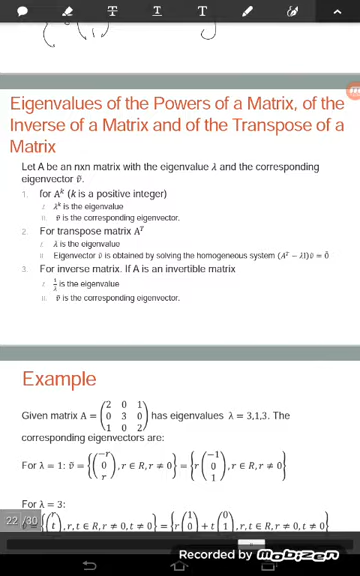 Eigenvalues of the Powers of a Matrix, of the
Inverse of a Matrix and of the Transpose of a
Matrix
Let A be an nxn matrix with the eigenvalue λ and the corresponding
eigenvector ṽ.
1. for Aᵏ (k is a positive integer)
I. λᵏ is the eigenvalue
II. ṽ is the corresponding eigenvector.
2. For transpose matrix Aᵀ
I. λ is the eigenvalue
II. Eigenvector ṽ is obtained by solving the homogeneous system (Aᵀ − λI)ṽ = 0̃
3. For inverse matrix. If A is an invertible matrix
I. 1/λ is the eigenvalue
II. ṽ is the corresponding eigenvector.
Example
Given matrix A = (2 0 1; 0 3 0; 1 0 2) has eigenvalues λ = 3,1,3. The
corresponding eigenvectors are:
For λ = 1: ṽ = {(−r; 0; r), r ∈ R, r ≠ 0} = {r(−1; 0; 1), r ∈ R, r ≠ 0}
For λ = 3:
ṽ = {(r; t), r, t ∈ R, r ≠ 0, t ≠ 0} = {r(1; 0) + t(0; 1), r, t ∈ R, r ≠ 0, t ≠ 0}
22 /30
Recorded by Mobizen